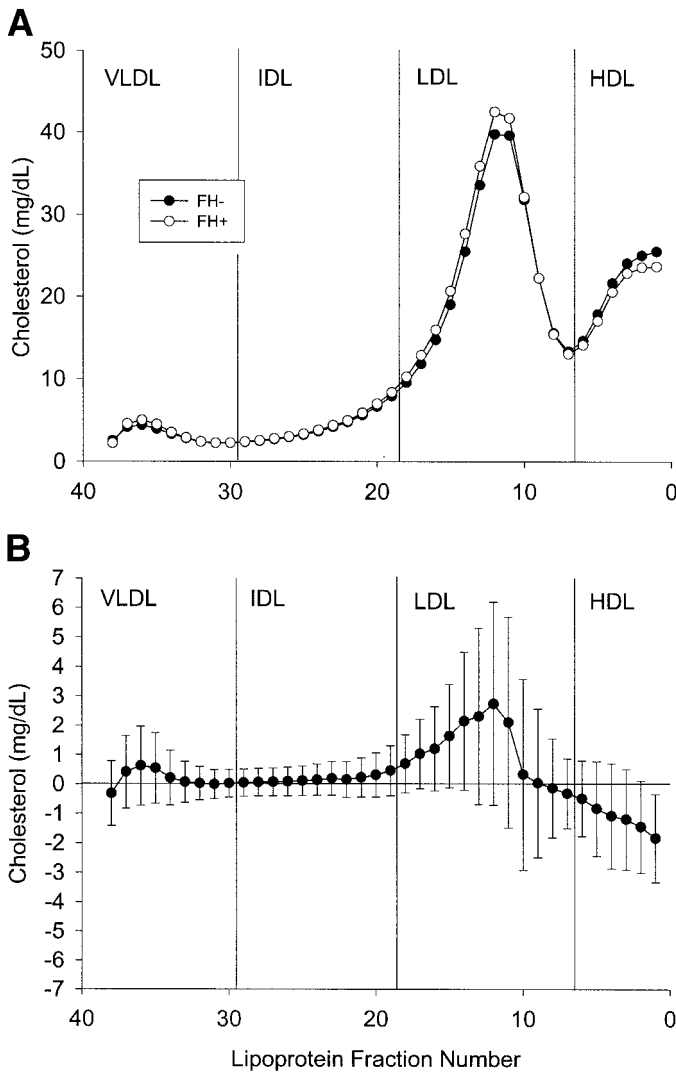 A
50
40
30
20
10
0
Cholesterol (mg/dL)
VLDL IDL LDL HDL
FH-
FH+
40 30 20 10 0
B
7
6
5
4
3
2
1
0
-1
-2
-3
-4
-5
-6
-7
Cholesterol (mg/dL)
VLDL IDL LDL HDL
40 30 20 10 0
Lipoprotein Fraction Number